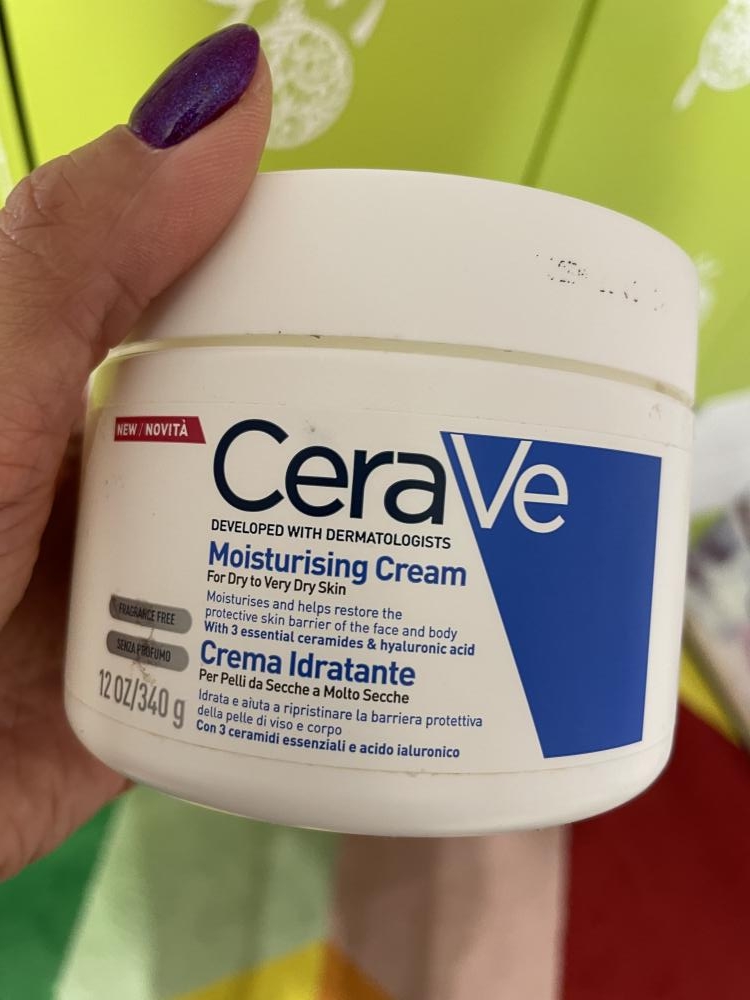 NEW / NOVITÀ
CeraVe
DEVELOPED WITH DERMATOLOGISTS
Moisturising Cream
For Dry to Very Dry Skin
Moisturises and helps restore the
protective skin barrier of the face and body
With 3 essential ceramides & hyaluronic acid
FRAGRANCE FREE
SENZA PROFUMO
12 OZ/340 g
Crema Idratante
Per Pelli da Secche a Molto Secche
Idrata e aiuta a ripristinare la barriera protettiva
della pelle di viso e corpo
Con 3 ceramidi essenziali e acido ialuronico